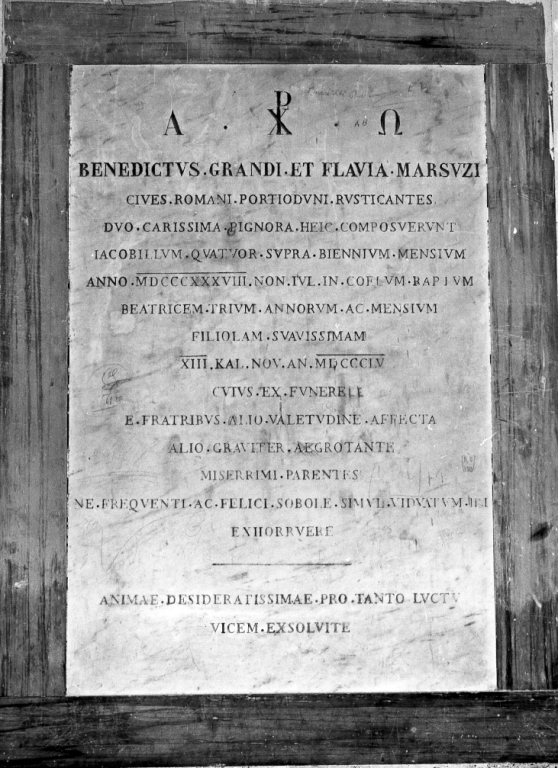 Α · ☧ · Ω
BENEDICTVS·GRANDI·ET FLAVIA·MARSVZI
CIVES·ROMANI·PORTIODVNI·RVSTICANTES
DVO·CARISSIMA·PIGNORA·HEIC·COMPOSVERVNT
IACOBILLVM·QVATVOR·SVPRA·BIENNIVM·MENSIVM
ANNO·MDCCCXXXVIII·NON·IVL·IN·COELVM·RAPTVM
BEATRICEM·TRIVM·ANNORVM·AC·MENSIVM
FILIOLAM·SVAVISSIMAM
XIII·KAL·NOV·AN·MDCCCLV
CVIVS·EX·FVNERE
E·FRATRIBVS·ALIO·VALETVDINE·AFFECTA
ALIO·GRAVITER·AEGROTANTE
MISERRIMI·PARENTES
NE·FREQVENTI·AC·FELICI·SOBOLE·SIMVL·VIDVATVM·IRI
EXHORRVERE
ANIMAE·DESIDERATISSIMAE·PRO·TANTO·LVCTV
VICEM·EXSOLVITE